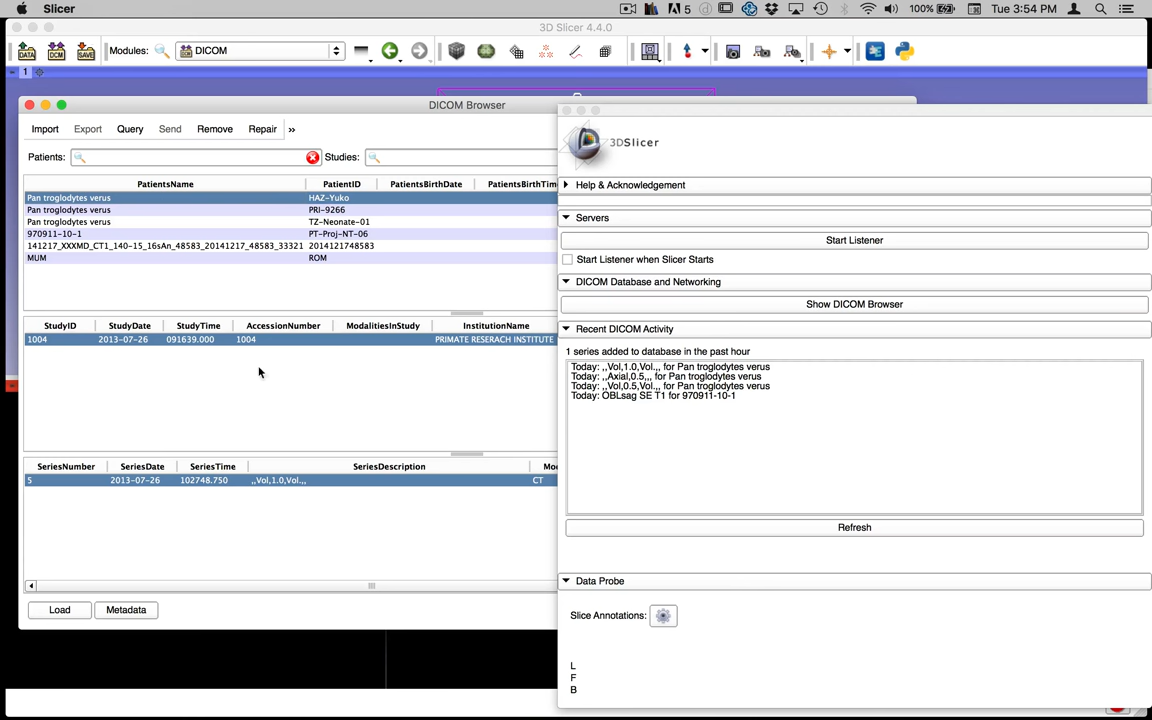 Slicer 5 100% Tue 3:54 PM
3D Slicer 4.4.0
DATA DCM SAVE Modules: DCM DICOM
1
DICOM Browser
Import Export Query Send Remove Repair »
Patients: Studies:
PatientsName PatientID PatientsBirthDate PatientsBirthTim
Pan troglodytes verus HAZ-Yuko
Pan troglodytes verus PRI-9266
Pan troglodytes verus TZ-Neonate-01
970911-10-1 PT-Proj-NT-06
141217_XXXMD_CT1_140-15_16sAn_48583_20141217_48583_33321 2014121748583
MUM ROM
StudyID StudyDate StudyTime AccessionNumber ModalitiesInStudy InstitutionName
1004 2013-07-26 091639.000 1004 PRIMATE RESERACH INSTITUTE
SeriesNumber SeriesDate SeriesTime SeriesDescription Mo
5 2013-07-26 102748.750 ,,Vol,1.0,Vol.,, CT
Load Metadata
3DSlicer
Help & Acknowledgement
Servers
Start Listener
Start Listener when Slicer Starts
DICOM Database and Networking
Show DICOM Browser
Recent DICOM Activity
1 series added to database in the past hour
Today: ,,Vol,1.0,Vol.,, for Pan troglodytes verus
Today: ,,Axial,0.5,,, for Pan troglodytes verus
Today: ,,Vol,0.5,Vol.,, for Pan troglodytes verus
Today: OBLsag SE T1 for 970911-10-1
Refresh
Data Probe
Slice Annotations:
L
F
B